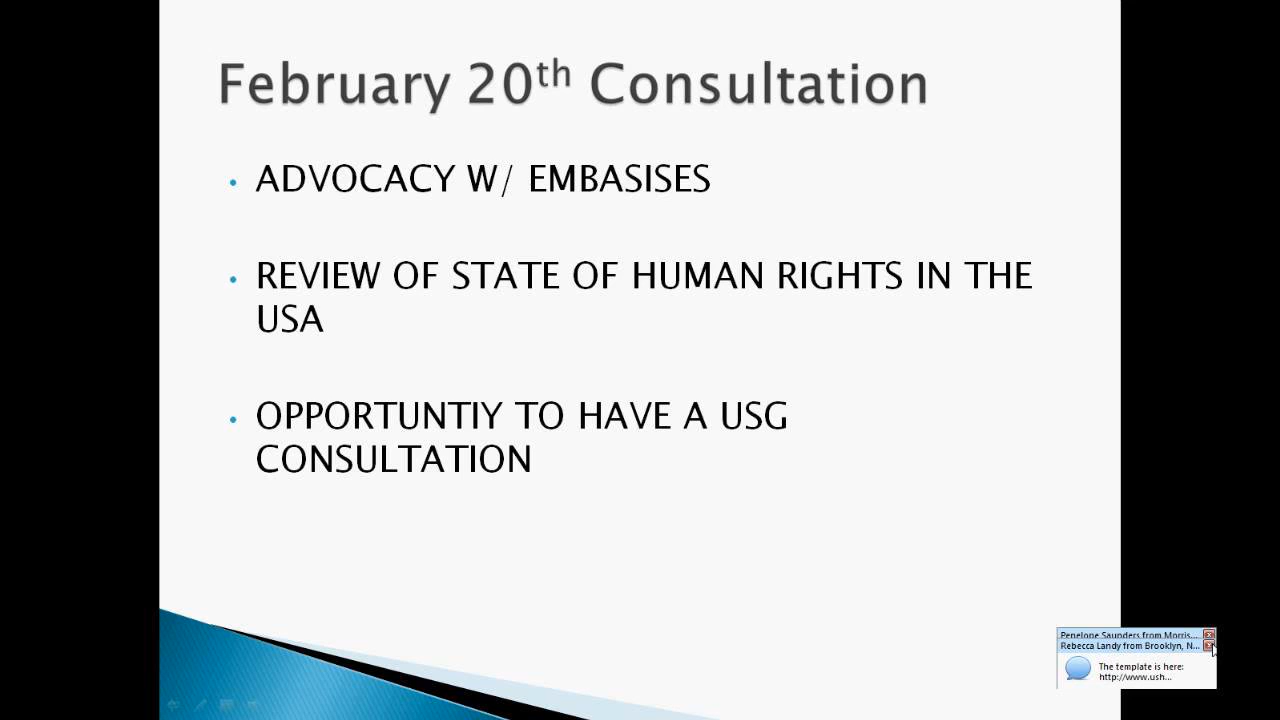 February 20th Consultation
• ADVOCACY W/ EMBASISES
• REVIEW OF STATE OF HUMAN RIGHTS IN THE
USA
• OPPORTUNTIY TO HAVE A USG
CONSULTATION
Penelope Saunders from Morris...
Rebecca Landy from Brooklyn, N...
The template is here:
http://www.ush...